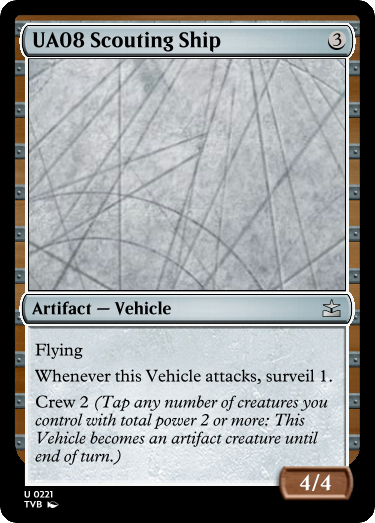 UA08 Scouting Ship 3
Artifact — Vehicle
Flying
Whenever this Vehicle attacks, surveil 1.
Crew 2 (Tap any number of creatures you
control with total power 2 or more: This
Vehicle becomes an artifact creature until
end of turn.)
4/4
U 0221
TVB